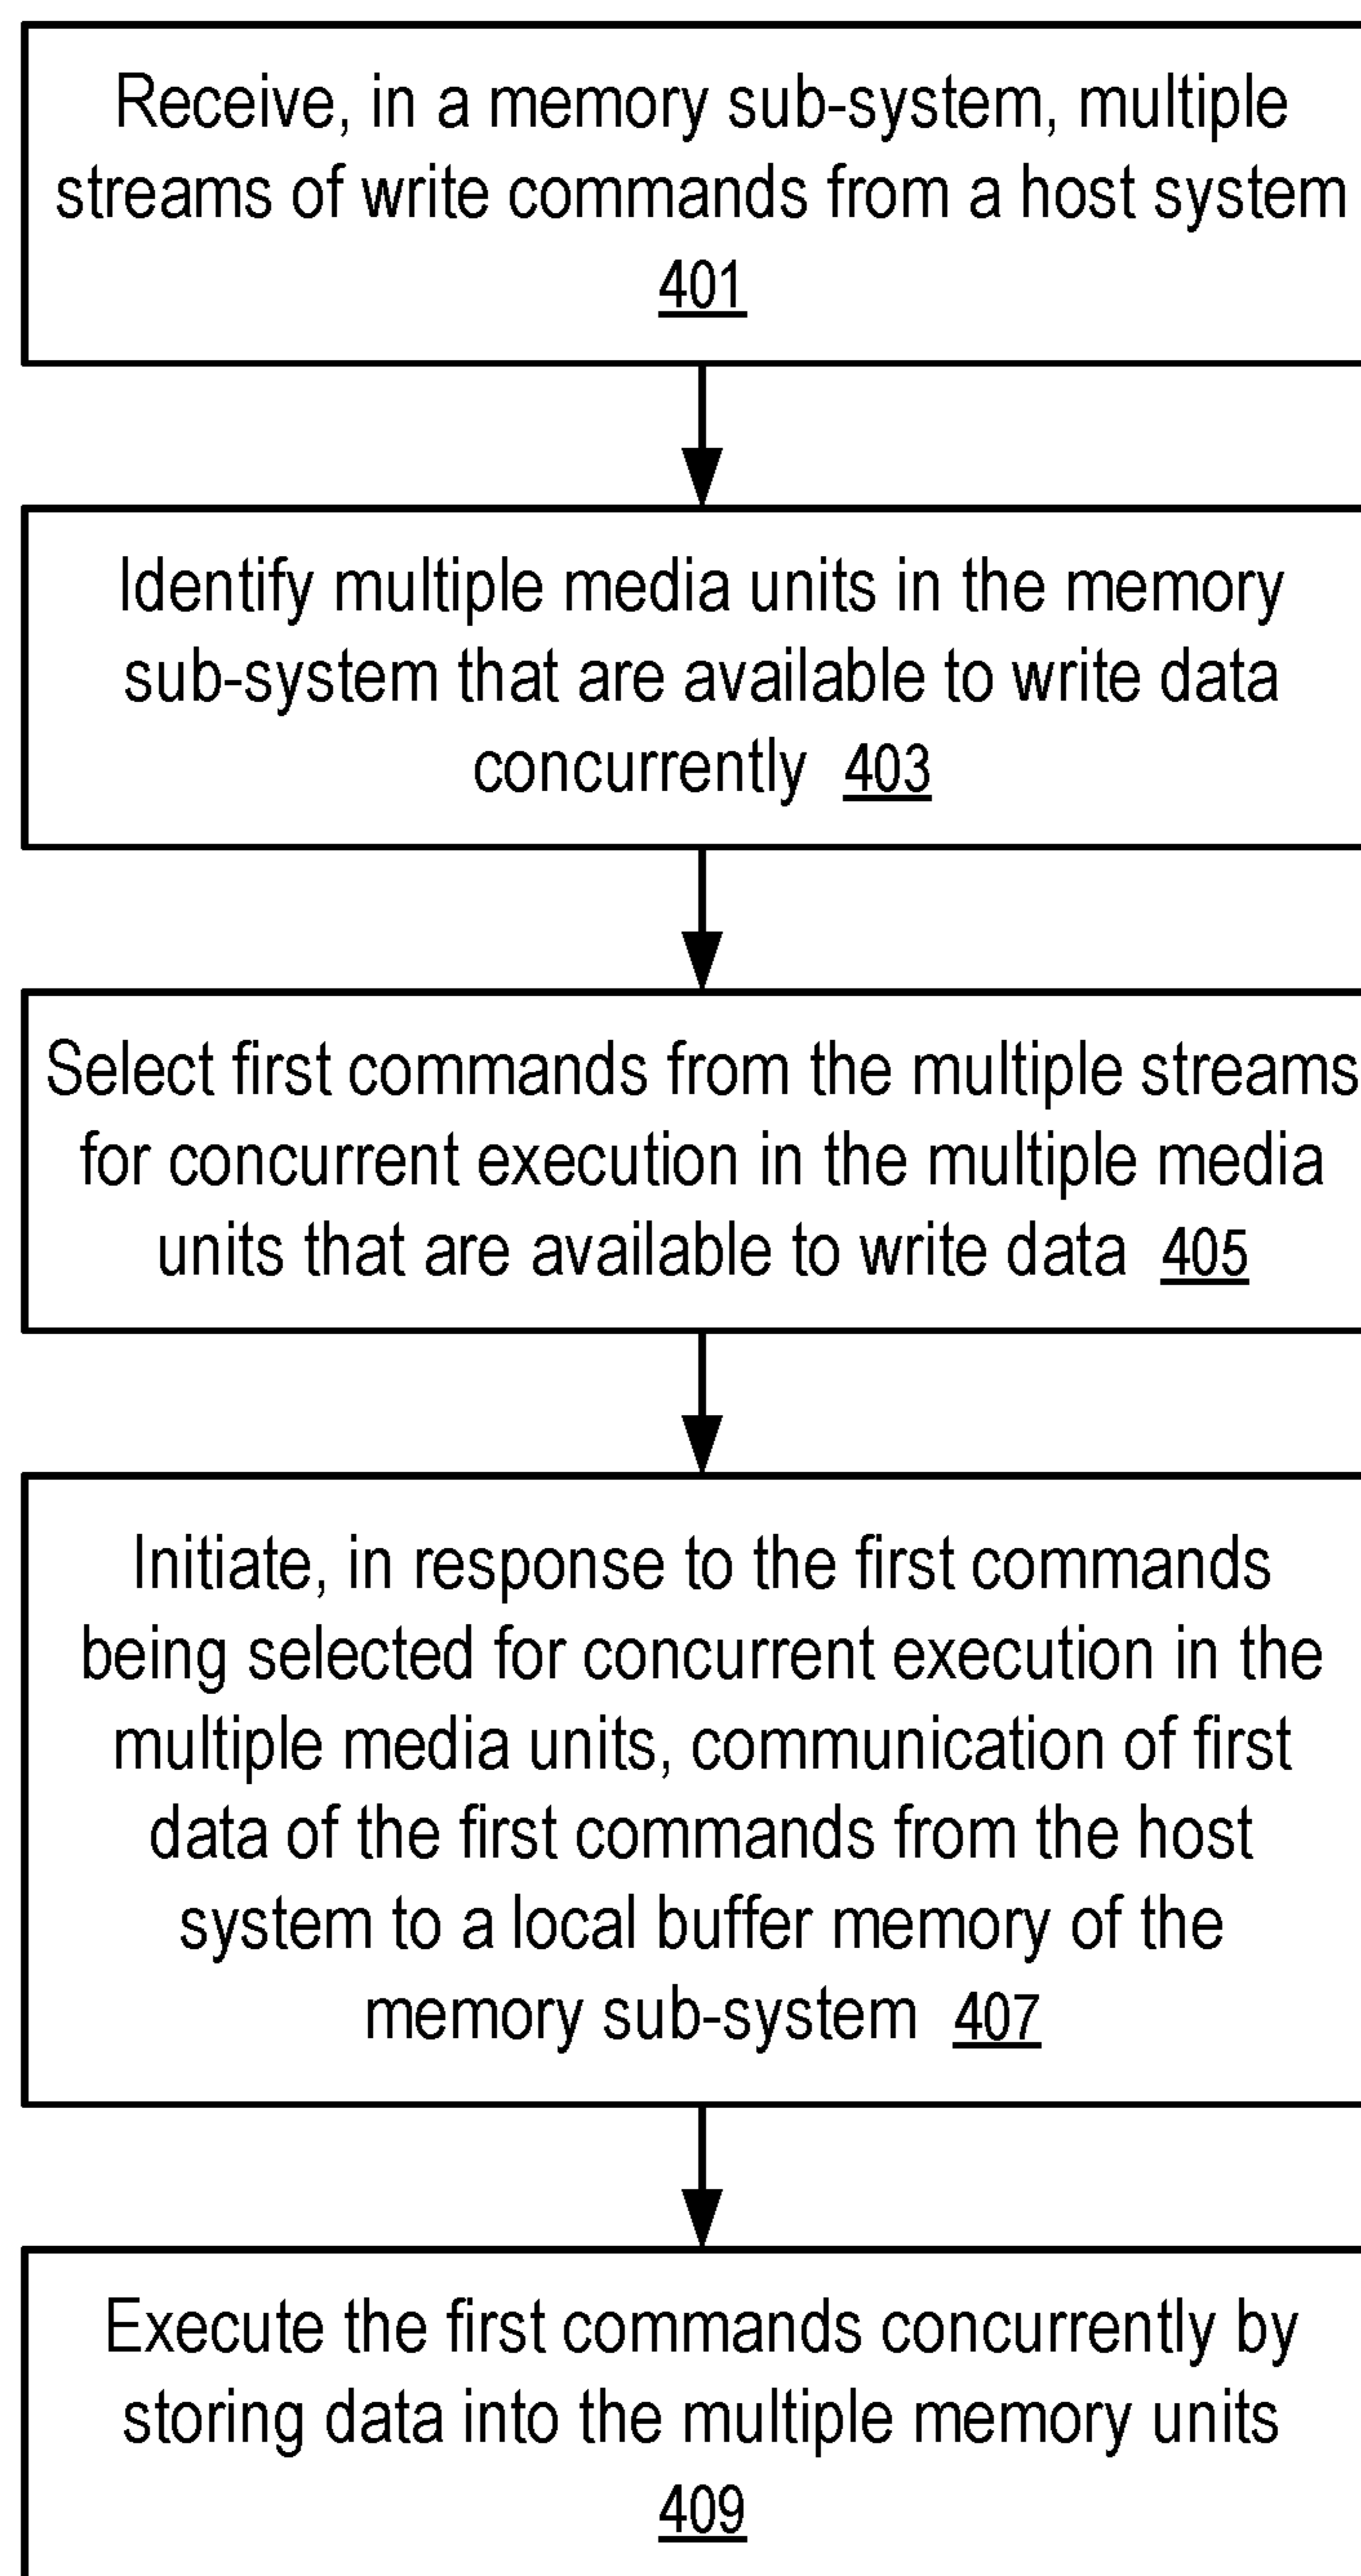 Receive, in a memory sub-system, multiple
streams of write commands from a host system
401
Identify multiple media units in the memory
sub-system that are available to write data
concurrently 403
Select first commands from the multiple streams
for concurrent execution in the multiple media
units that are available to write data 405
Initiate, in response to the first commands
being selected for concurrent execution in the
multiple media units, communication of first
data of the first commands from the host
system to a local buffer memory of the
memory sub-system 407
Execute the first commands concurrently by
storing data into the multiple memory units
409